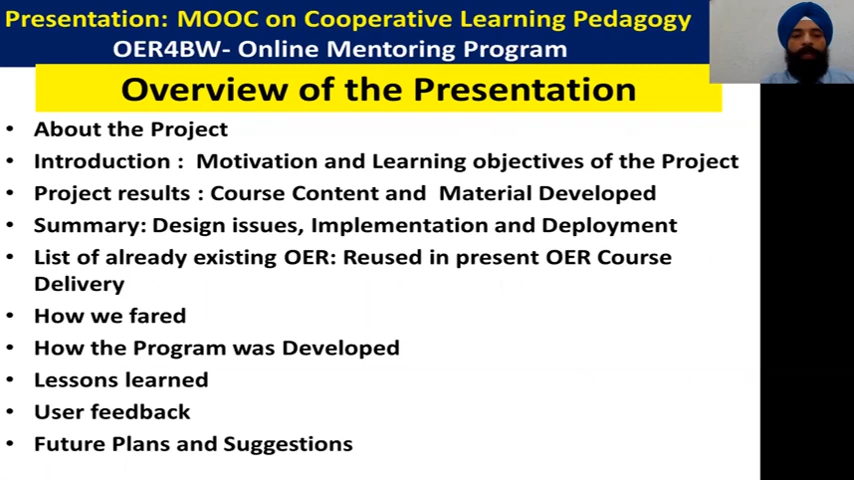 Presentation: MOOC on Cooperative Learning Pedagogy
OER4BW- Online Mentoring Program
Overview of the Presentation
• About the Project
• Introduction : Motivation and Learning objectives of the Project
• Project results : Course Content and Material Developed
• Summary: Design issues, Implementation and Deployment
• List of already existing OER: Reused in present OER Course
Delivery
• How we fared
• How the Program was Developed
• Lessons learned
• User feedback
• Future Plans and Suggestions